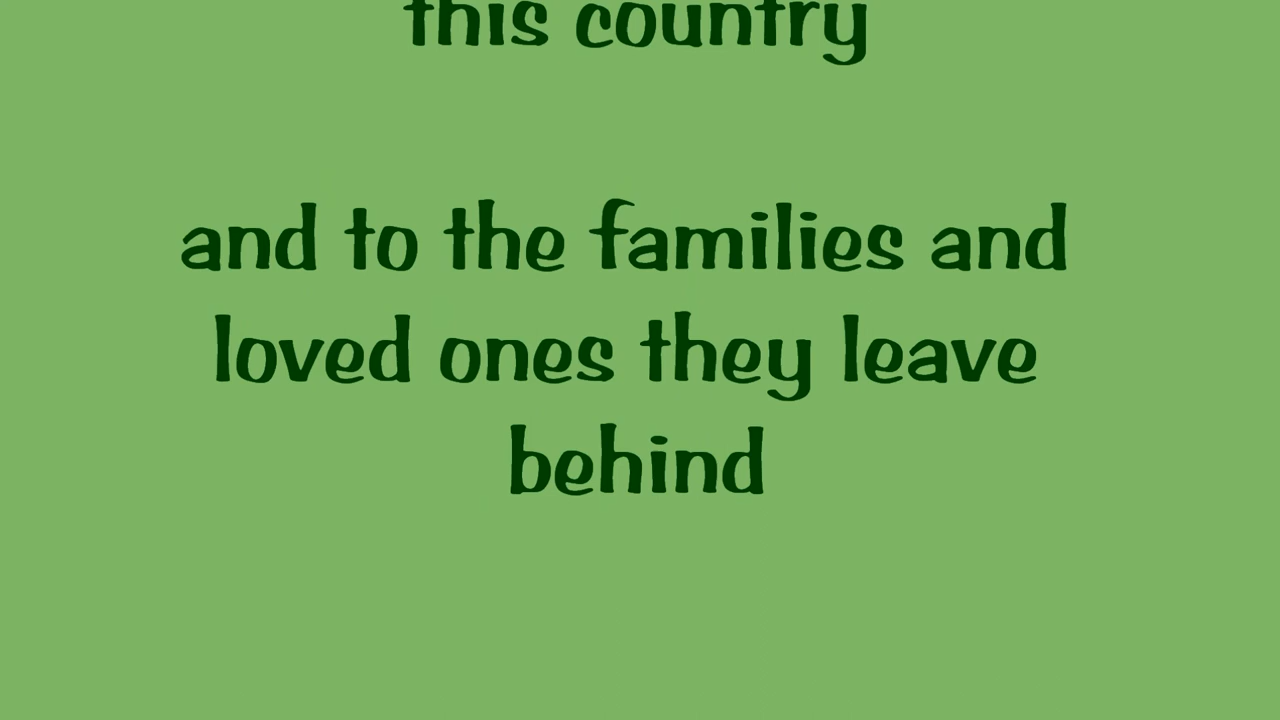 this country
and to the families and
loved ones they leave
behind